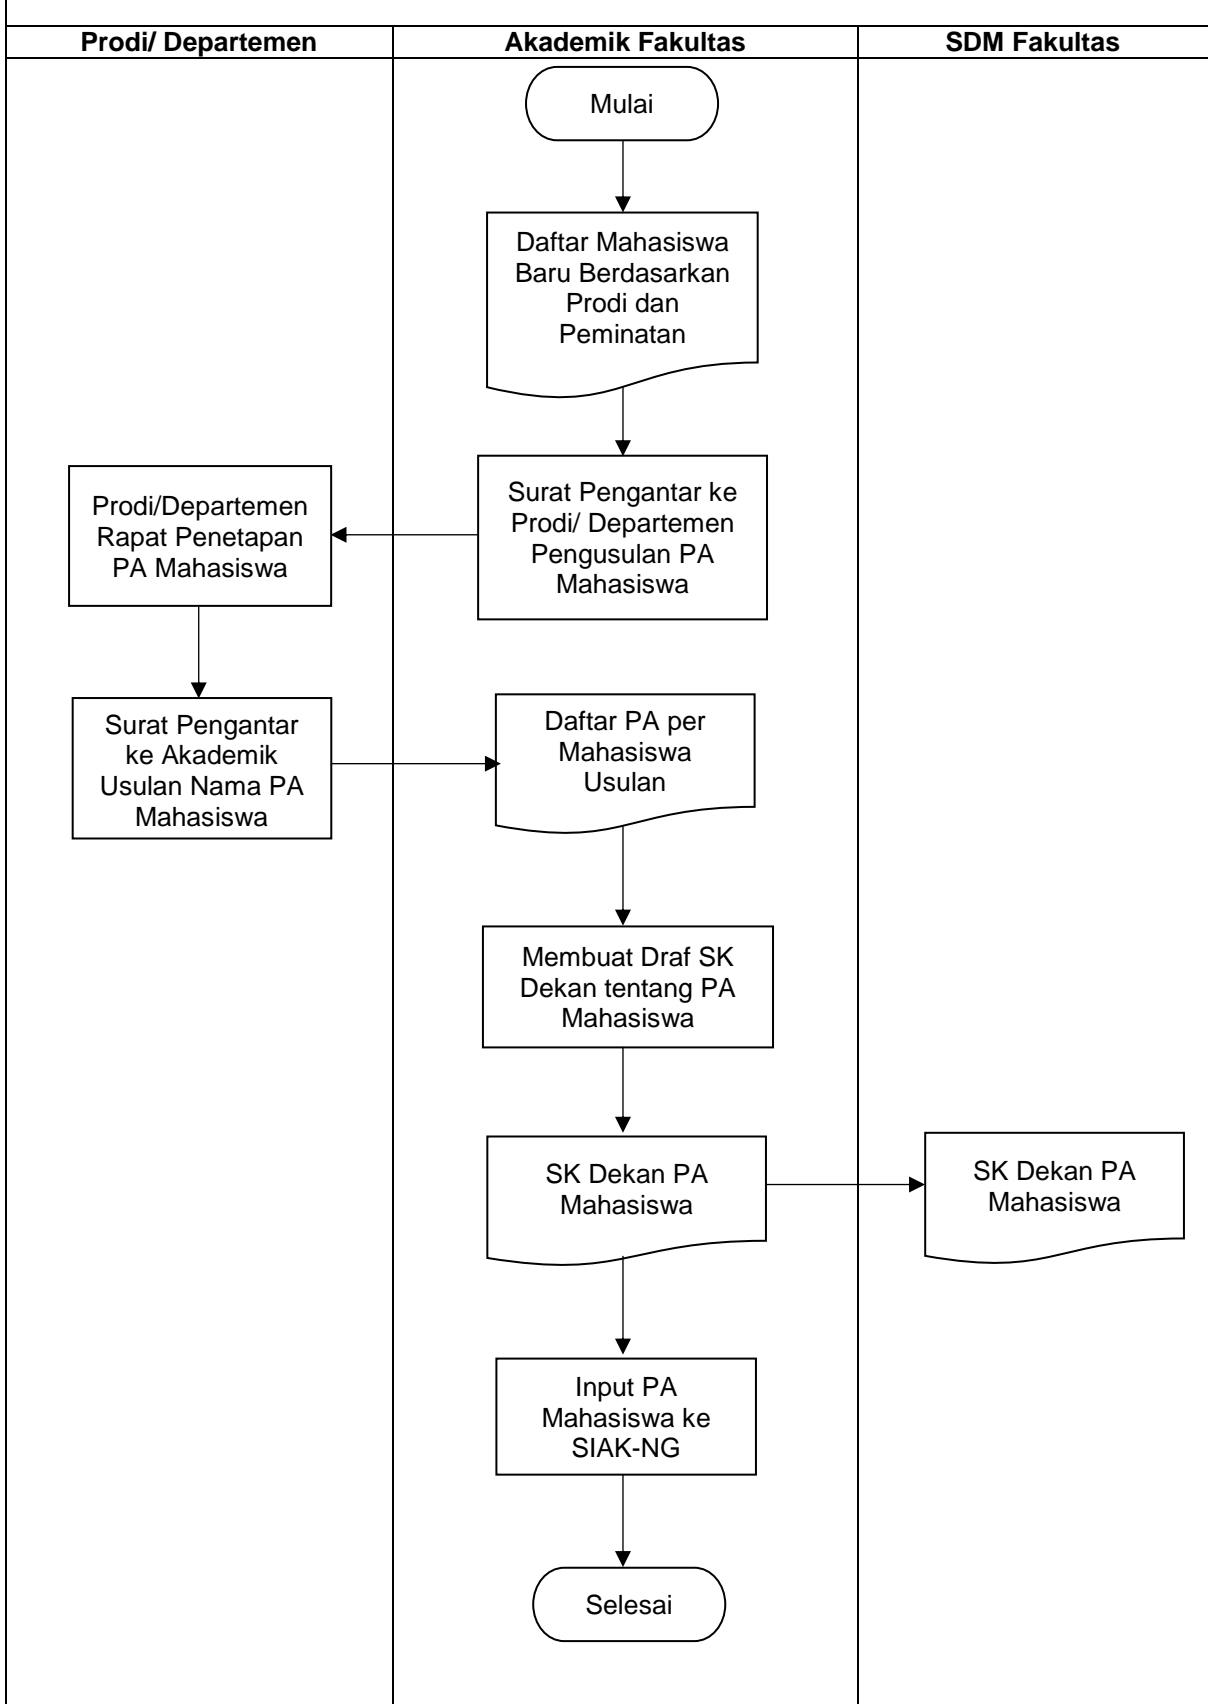 Prodi/ Departemen
Akademik Fakultas
SDM Fakultas
Mulai
Daftar Mahasiswa
Baru Berdasarkan
Prodi dan
Peminatan
Surat Pengantar ke
Prodi/ Departemen
Pengusulan PA
Mahasiswa
Prodi/Departemen
Rapat Penetapan
PA Mahasiswa
Surat Pengantar
ke Akademik
Usulan Nama PA
Mahasiswa
Daftar PA per
Mahasiswa
Usulan
Membuat Draf SK
Dekan tentang PA
Mahasiswa
SK Dekan PA
Mahasiswa
SK Dekan PA
Mahasiswa
Input PA
Mahasiswa ke
SIAK-NG
Selesai